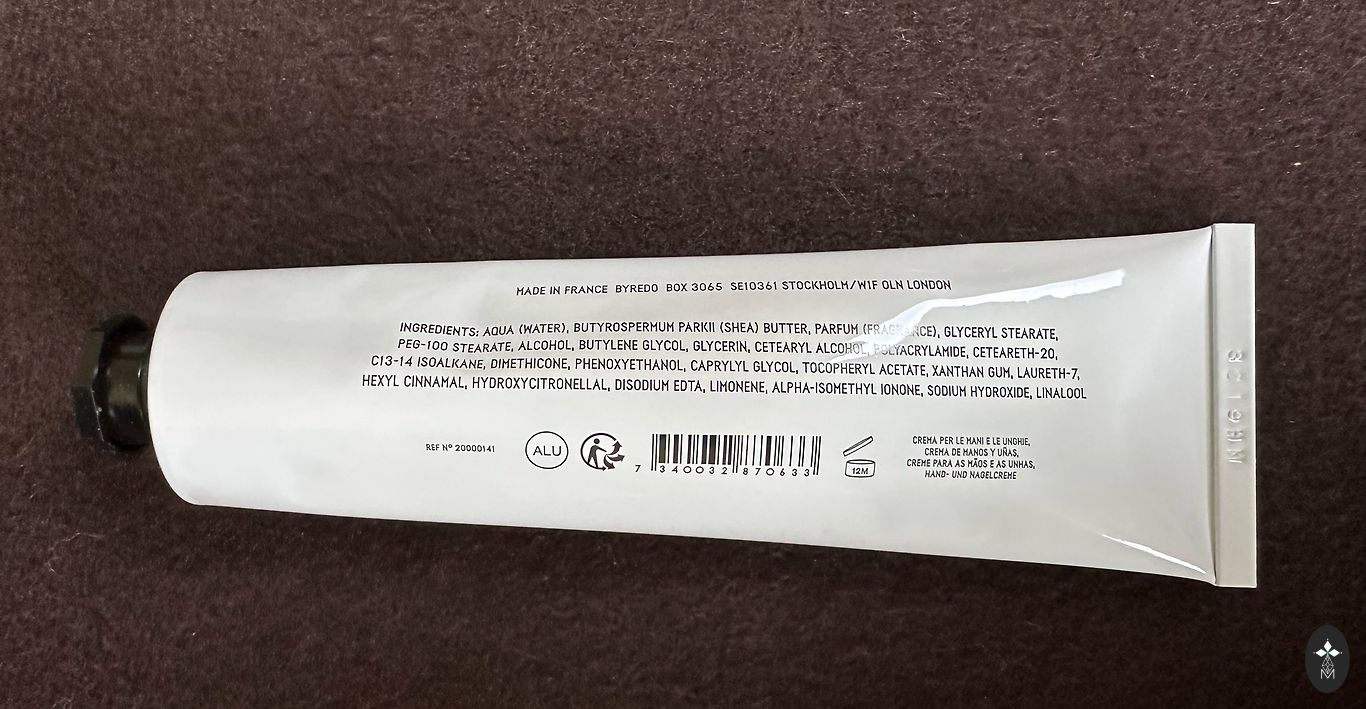 MADE IN FRANCE BYREDO BOX 3065 SE10361 STOCKHOLM/W1F OLN LONDON
INGREDIENTS: AQUA (WATER), BUTYROSPERMUM PARKII (SHEA) BUTTER, PARFUM (FRAGRANCE), GLYCERYL STEARATE,
PEG-100 STEARATE, ALCOHOL, BUTYLENE GLYCOL, GLYCERIN, CETEARYL ALCOHOL, POLYACRYLAMIDE, CETEARETH-20,
C13-14 ISOALKANE, DIMETHICONE, PHENOXYETHANOL, CAPRYLYL GLYCOL, TOCOPHERYL ACETATE, XANTHAN GUM, LAURETH-7,
HEXYL CINNAMAL, HYDROXYCITRONELLAL, DISODIUM EDTA, LIMONENE, ALPHA-ISOMETHYL IONONE, SODIUM HYDROXIDE, LINALOOL
REF Nº 20000141
ALU
7 340032 870633
12M
CREMA PER LE MANI E LE UNGHIE,
CREMA DE MANOS Y UÑAS,
CREME PARA AS MÃOS E AS UNHAS,
HAND- UND NAGELCREME
M